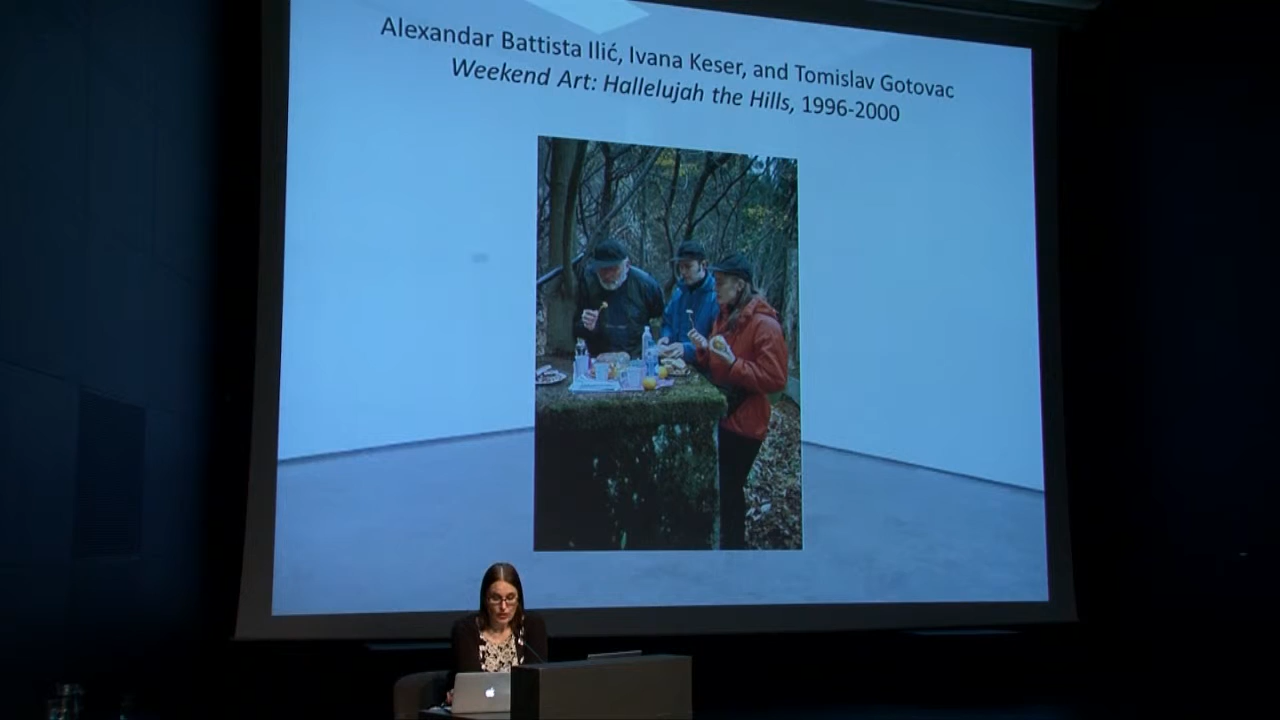 Alexandar Battista Ilić, Ivana Keser, and Tomislav Gotovac
Weekend Art: Hallelujah the Hills, 1996-2000